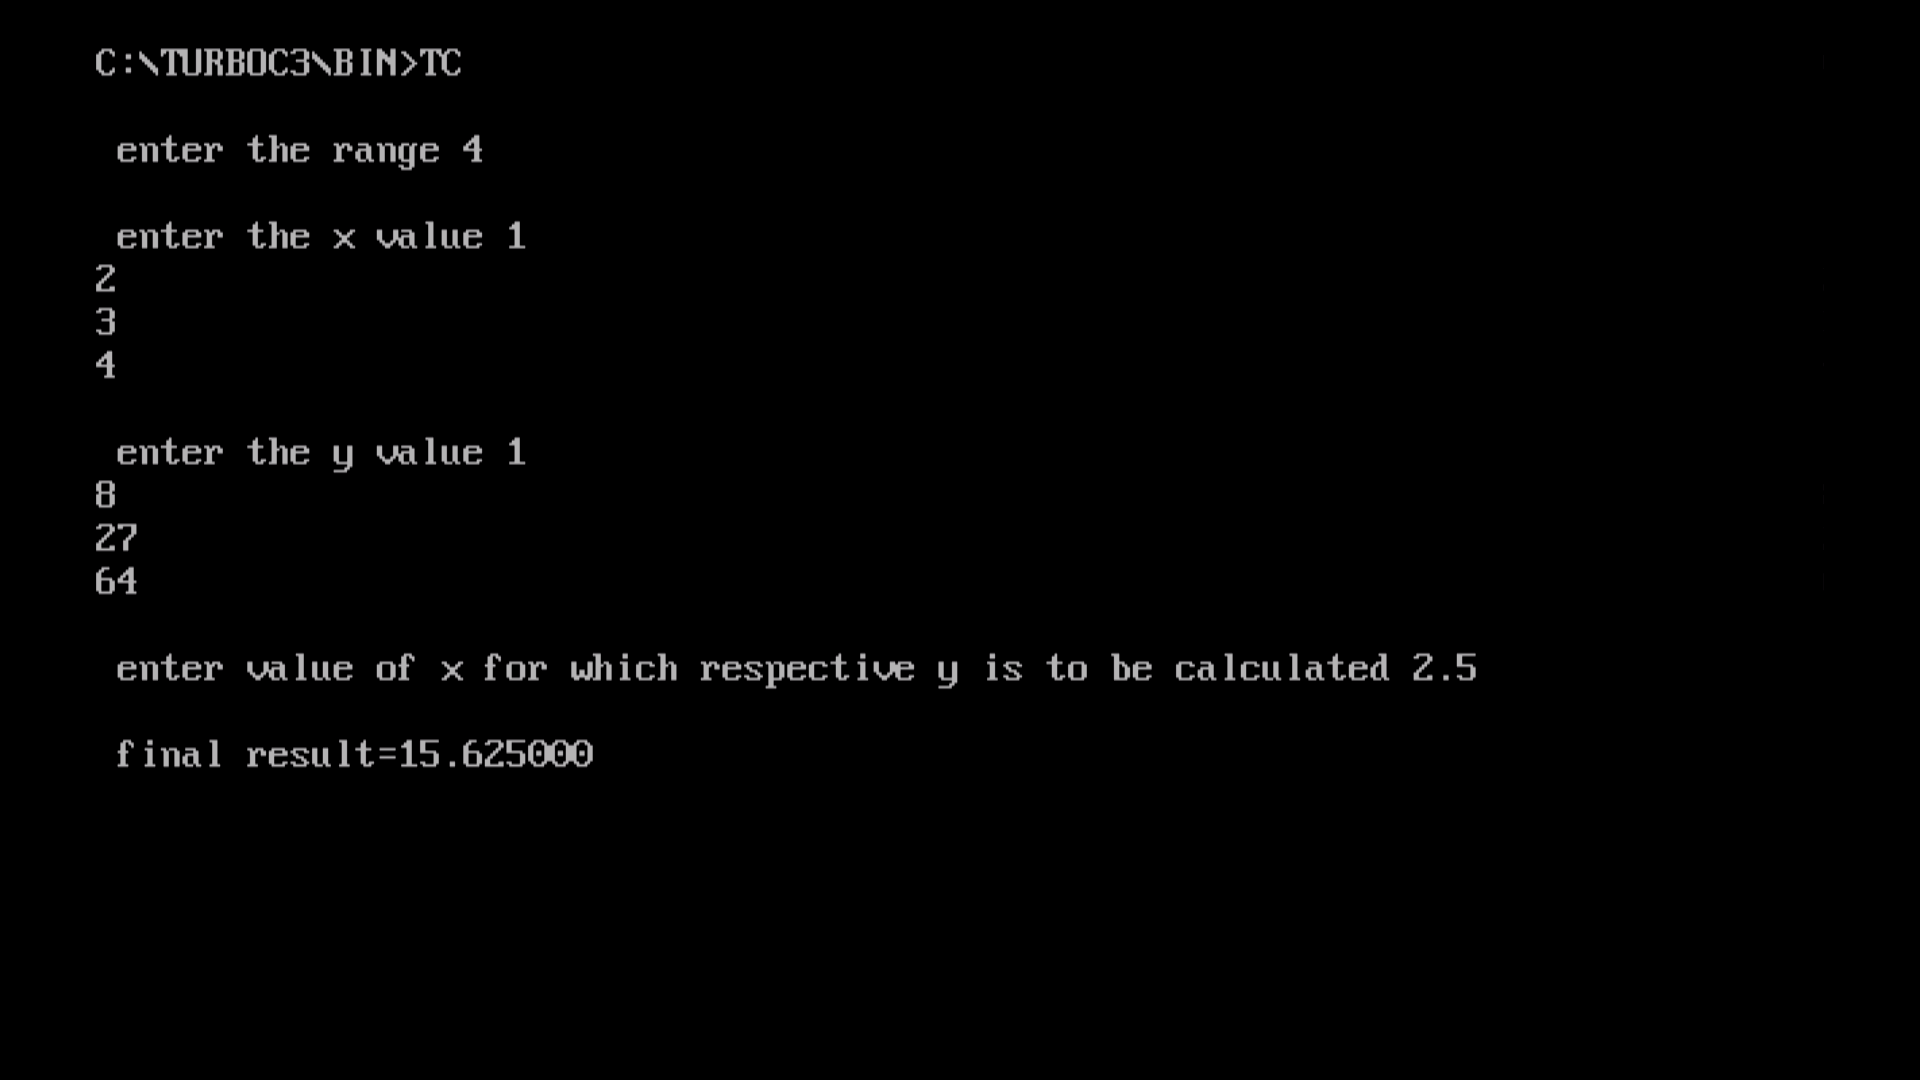 C:\TURBOC3\BIN>TC
enter the range 4
enter the x value 1
2
3
4
enter the y value 1
8
27
64
enter value of x for which respective y is to be calculated 2.5
final result=15.625000